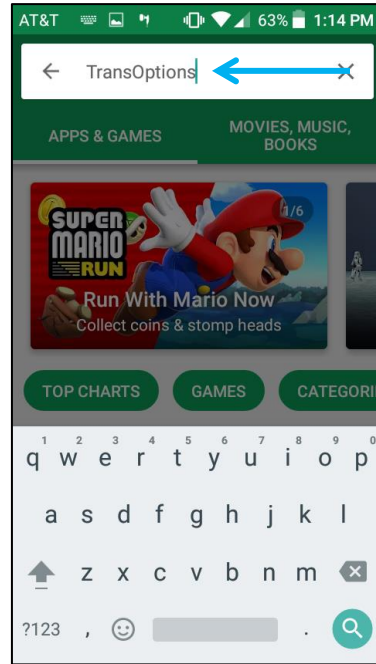 AT&T 63% 1:14 PM
TransOptions
APPS & GAMES
MOVIES, MUSIC,
BOOKS
1/6
SUPER
MARIO
RUN
Run With Mario Now
Collect coins & stomp heads
TOP CHARTS GAMES CATEGORI
1 2 3 4 5 6 7 8 9 0
q w e r t y u i o p
a s d f g h j k l
z x c v b n m
?123 , .